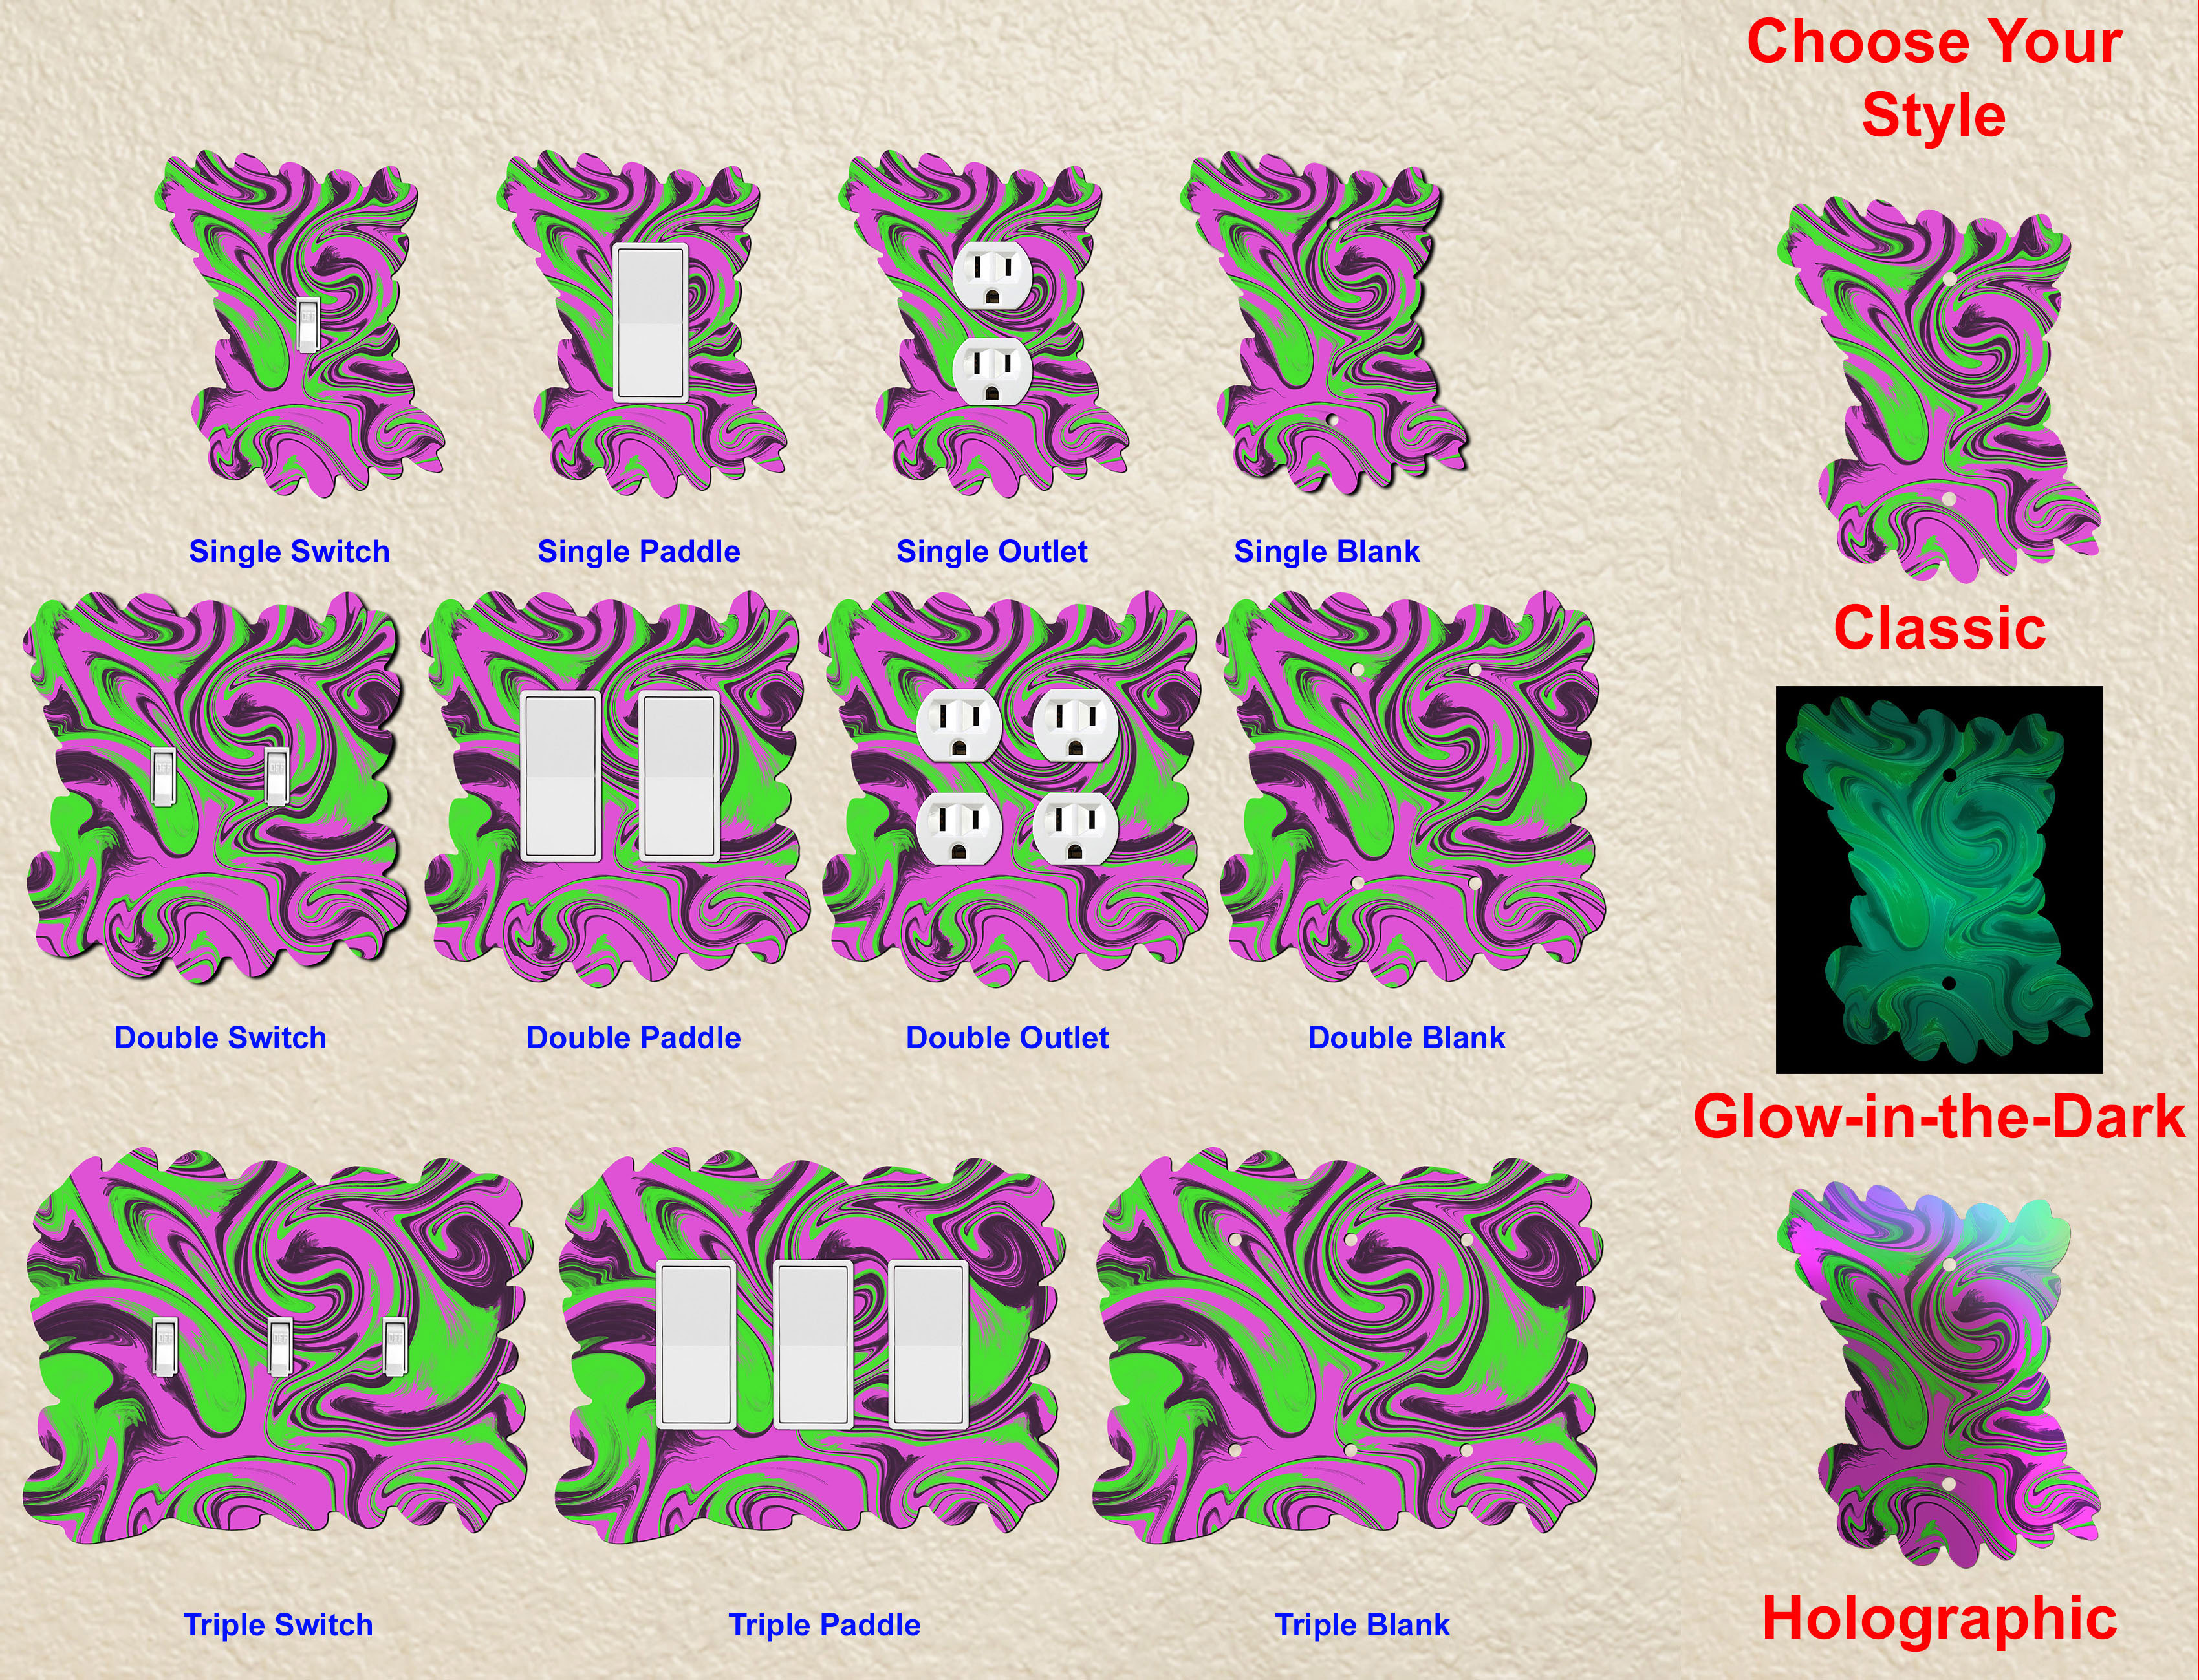 Choose Your
Style
Single Switch
Single Paddle
Single Outlet
Single Blank
Classic
Double Switch
Double Paddle
Double Outlet
Double Blank
Glow-in-the-Dark
Triple Switch
Triple Paddle
Triple Blank
Holographic